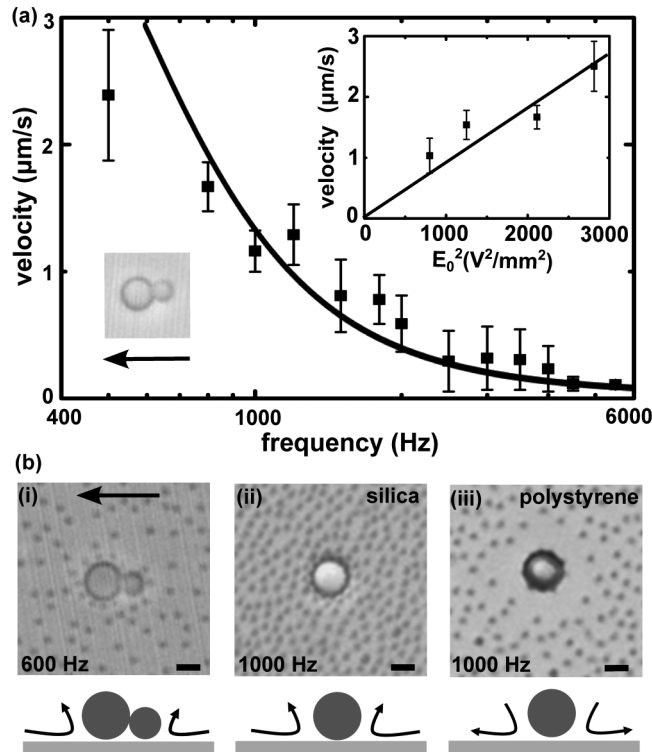 (a)
3
2
1
0
velocity (μm/s)
400
1000
6000
frequency (Hz)
3
2
1
0
velocity (μm/s)
0
1000
2000
3000
E₀²(V²/mm²)
(b)
(i)
600 Hz
(ii)
silica
1000 Hz
(iii)
polystyrene
1000 Hz